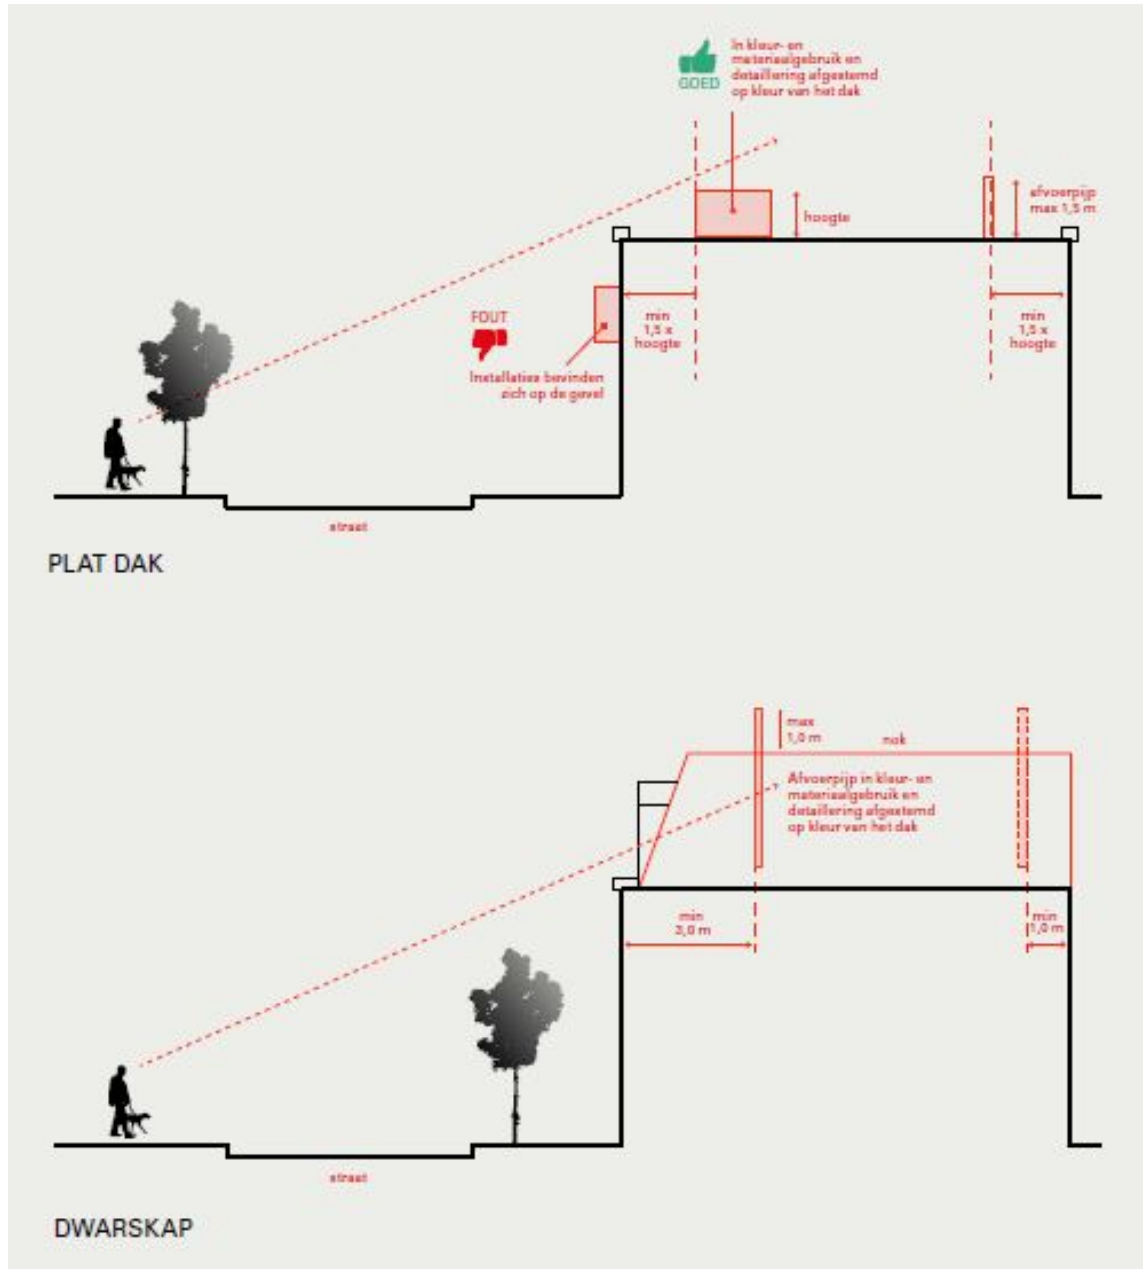 In kleur- en
materiaalgebruik en
detaillering afgestemd
op kleur van het dak
GOED
hoogte
afvoerpijp
max 1,5 m
min
1,5 x
hoogte
min
1,5 x
hoogte
FOUT
Installaties bevinden
zich op de gevel
straat
PLAT DAK
max
1,0 m
nok
Afvoerpijp in kleur- en
materiaalgebruik en
detaillering afgestemd
op kleur van het dak
min
3,0 m
min
1,0 m
straat
DWARSKAP